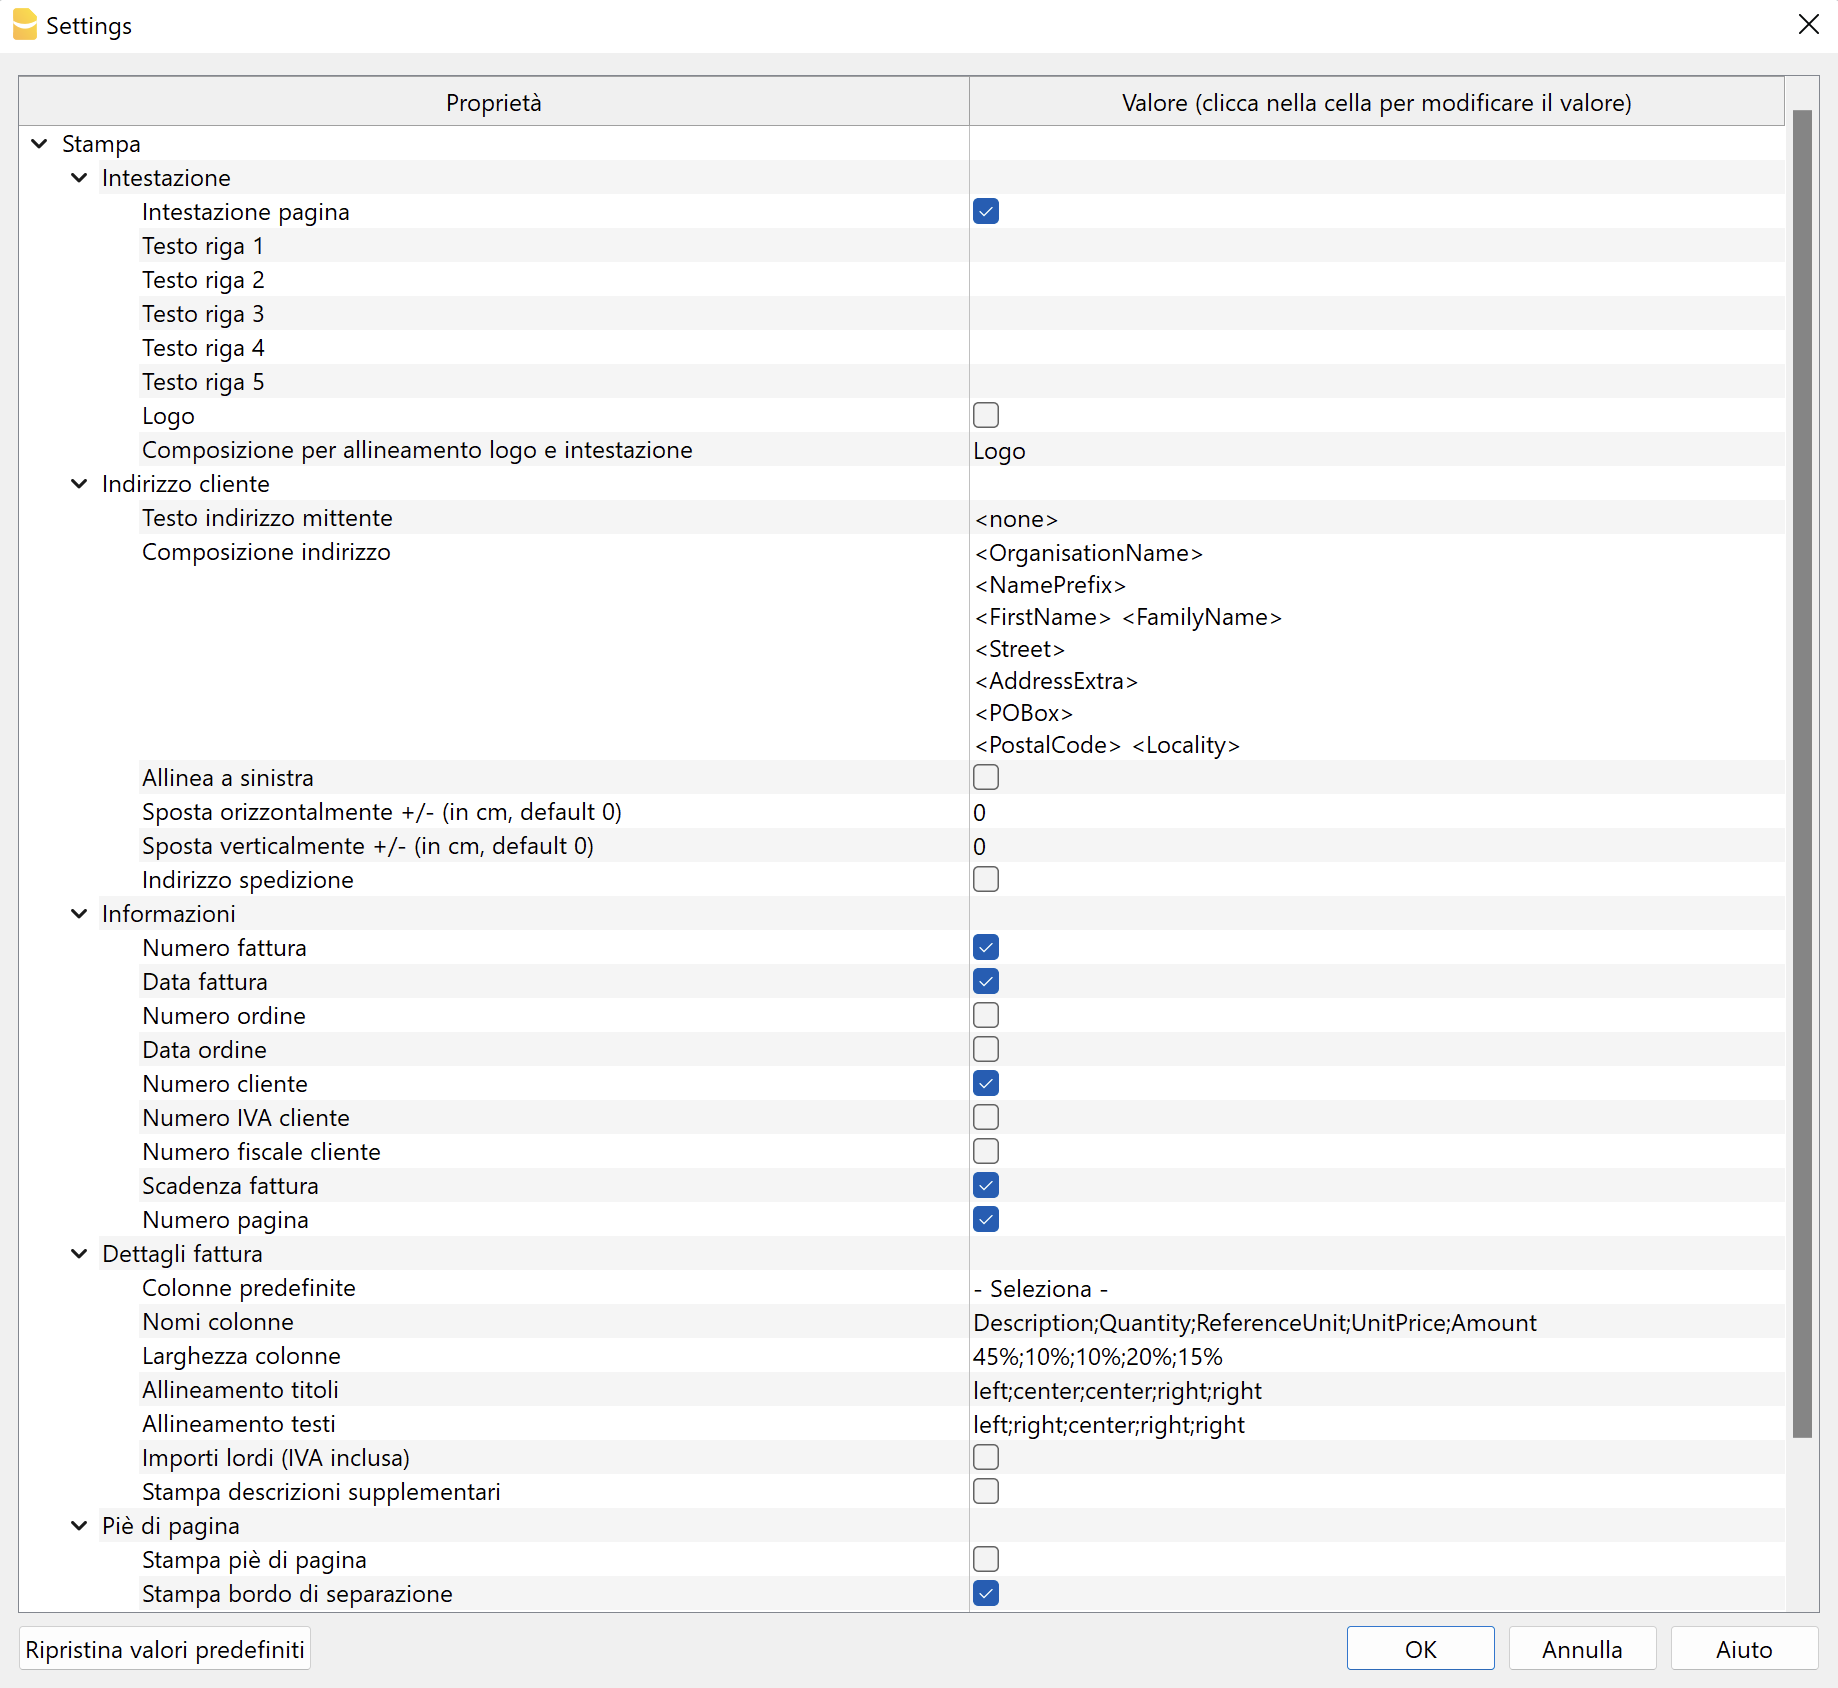 Settings
Proprietà Valore (clicca nella cella per modificare il valore)
Stampa
Intestazione
Intestazione pagina
Testo riga 1
Testo riga 2
Testo riga 3
Testo riga 4
Testo riga 5
Logo
Composizione per allineamento logo e intestazione Logo
Indirizzo cliente
Testo indirizzo mittente <none>
Composizione indirizzo <OrganisationName>
<NamePrefix>
<FirstName> <FamilyName>
<Street>
<AddressExtra>
<POBox>
<PostalCode> <Locality>
Allinea a sinistra
Sposta orizzontalmente +/- (in cm, default 0) 0
Sposta verticalmente +/- (in cm, default 0) 0
Indirizzo spedizione
Informazioni
Numero fattura
Data fattura
Numero ordine
Data ordine
Numero cliente
Numero IVA cliente
Numero fiscale cliente
Scadenza fattura
Numero pagina
Dettagli fattura
Colonne predefinite - Seleziona -
Nomi colonne Description;Quantity;ReferenceUnit;UnitPrice;Amount
Larghezza colonne 45%;10%;10%;20%;15%
Allineamento titoli left;center;center;right;right
Allineamento testi left;right;center;right;right
Importi lordi (IVA inclusa)
Stampa descrizioni supplementari
Piè di pagina
Stampa piè di pagina
Stampa bordo di separazione
Ripristina valori predefiniti OK Annulla Aiuto